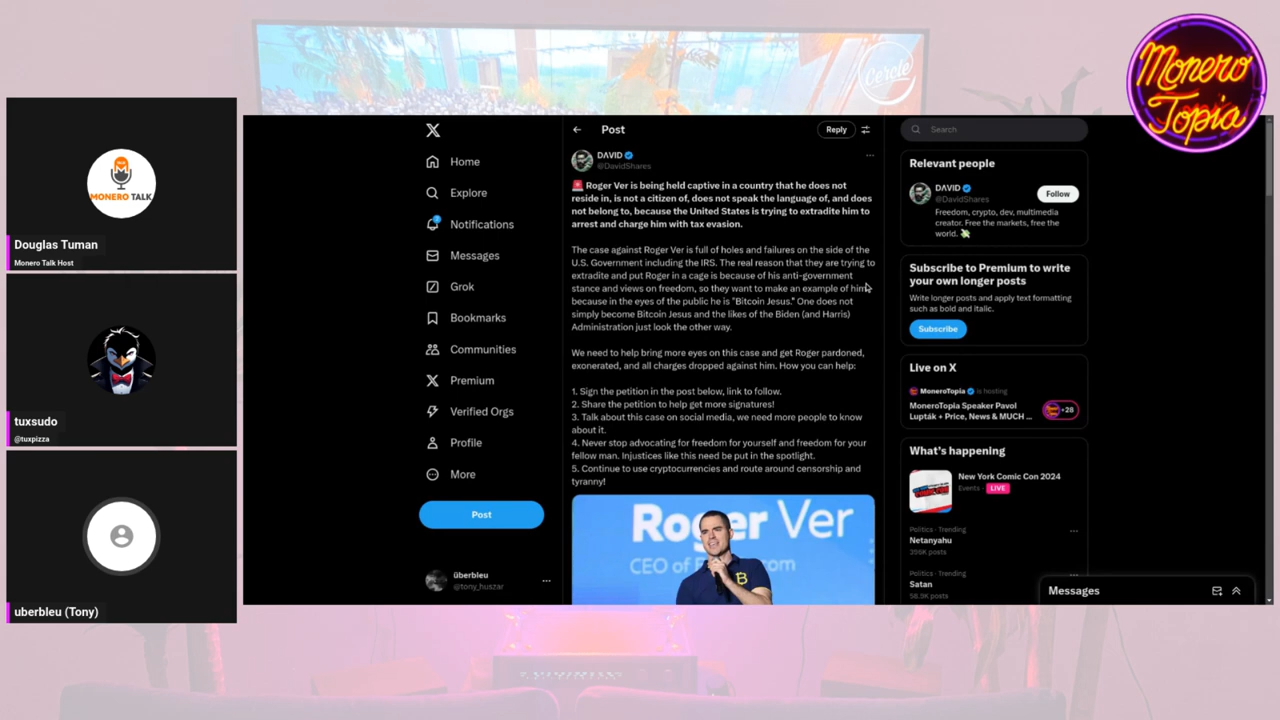 Cercle
Monero
Topia
MONERO TALK
Douglas Tuman
Monero Talk Host
tuxsudo
@tuxpizza
uberbleu (Tony)
Home
Explore
Notifications
Messages
Grok
Bookmarks
Communities
Premium
Verified Orgs
Profile
More
Post
überbleu
@tony_huszar
Post
Reply
DAVID
@DavidShares
Roger Ver is being held captive in a country that he does not
reside in, is not a citizen of, does not speak the language of, and does
not belong to, because the United States is trying to extradite him to
arrest and charge him with tax evasion.
The case against Roger Ver is full of holes and failures on the side of the
U.S. Government including the IRS. The real reason that they are trying to
extradite and put Roger in a cage is because of his anti-government
stance and views on freedom, so they want to make an example of him
because in the eyes of the public he is "Bitcoin Jesus." One does not
simply become Bitcoin Jesus and the likes of the Biden (and Harris)
Administration just look the other way.
We need to help bring more eyes on this case and get Roger pardoned,
exonerated, and all charges dropped against him. How you can help:
1. Sign the petition in the post below, link to follow.
2. Share the petition to help get more signatures!
3. Talk about this case on social media, we need more people to know
about it.
4. Never stop advocating for freedom for yourself and freedom for your
fellow man. Injustices like this need be put in the spotlight.
5. Continue to use cryptocurrencies and route around censorship and
tyranny!
Roger Ver
CEO of
Search
Relevant people
DAVID
@DavidShares
Follow
Freedom, crypto, dev, multimedia
creator. Free the markets, free the
world.
Subscribe to Premium to write
your own longer posts
Write longer posts and apply text formatting
such as bold and italic.
Subscribe
Live on X
MoneroTopia is hosting
MoneroTopia Speaker Pavol
Lupták + Price, News & MUCH ...
+28
What's happening
New York Comic Con 2024
Events · LIVE
Politics · Trending
Netanyahu
396K posts
Politics · Trending
Satan
58.9K posts
Messages